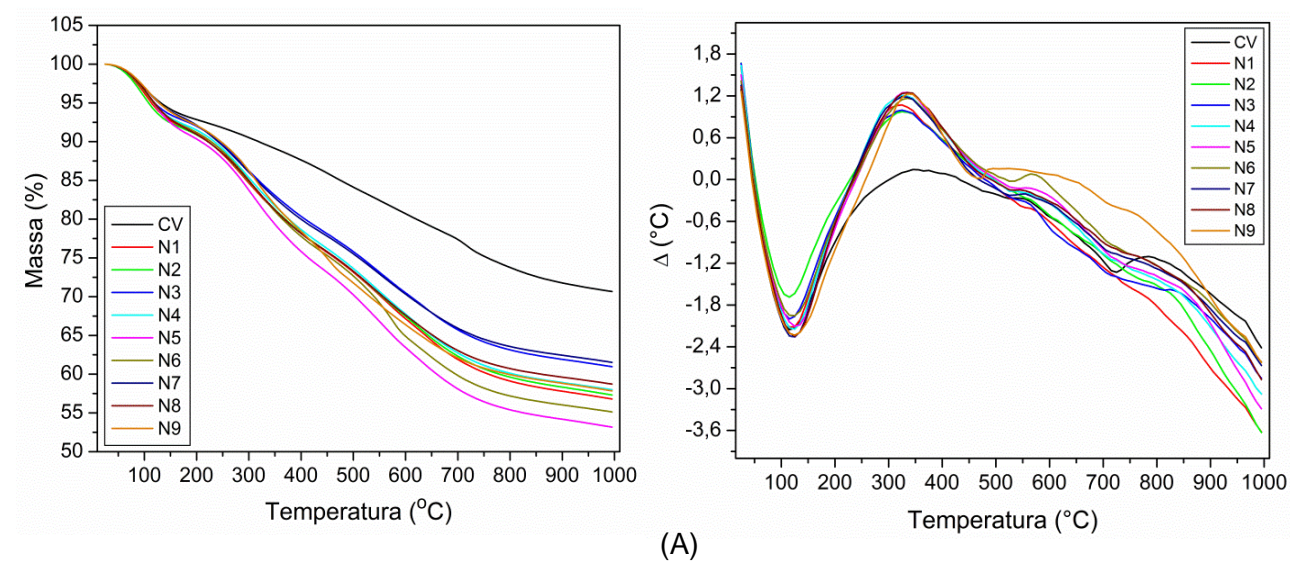 105
100
95
90
85
80
75
70
65
60
55
50
Massa (%)
CV
N1
N2
N3
N4
N5
N6
N7
N8
N9
100 200 300 400 500 600 700 800 900 1000
Temperatura (°C)
1,8
1,2
0,6
0,0
-0,6
-1,2
-1,8
-2,4
-3,0
-3,6
Δ (°C)
CV
N1
N2
N3
N4
N5
N6
N7
N8
N9
100 200 300 400 500 600 700 800 900 1000
Temperatura (°C)
(A)